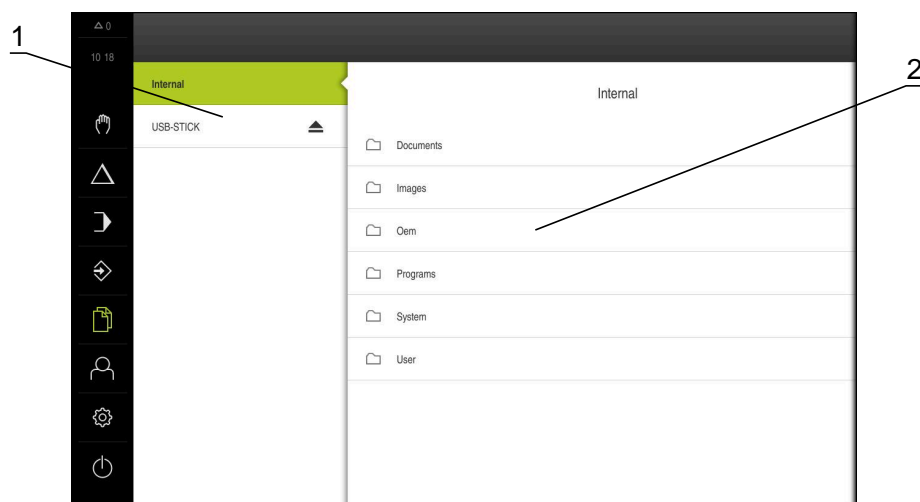 1
0
10 18
2
Internal
Internal
USB-STICK
Documents
Images
Oem
Programs
System
User